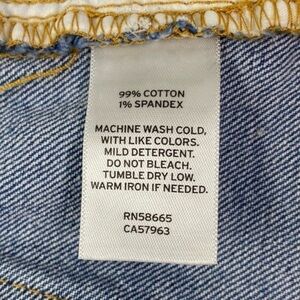 99% COTTON
1% SPANDEX
MACHINE WASH COLD,
WITH LIKE COLORS.
MILD DETERGENT.
DO NOT BLEACH.
TUMBLE DRY LOW.
WARM IRON IF NEEDED.
RN58665
CA57963